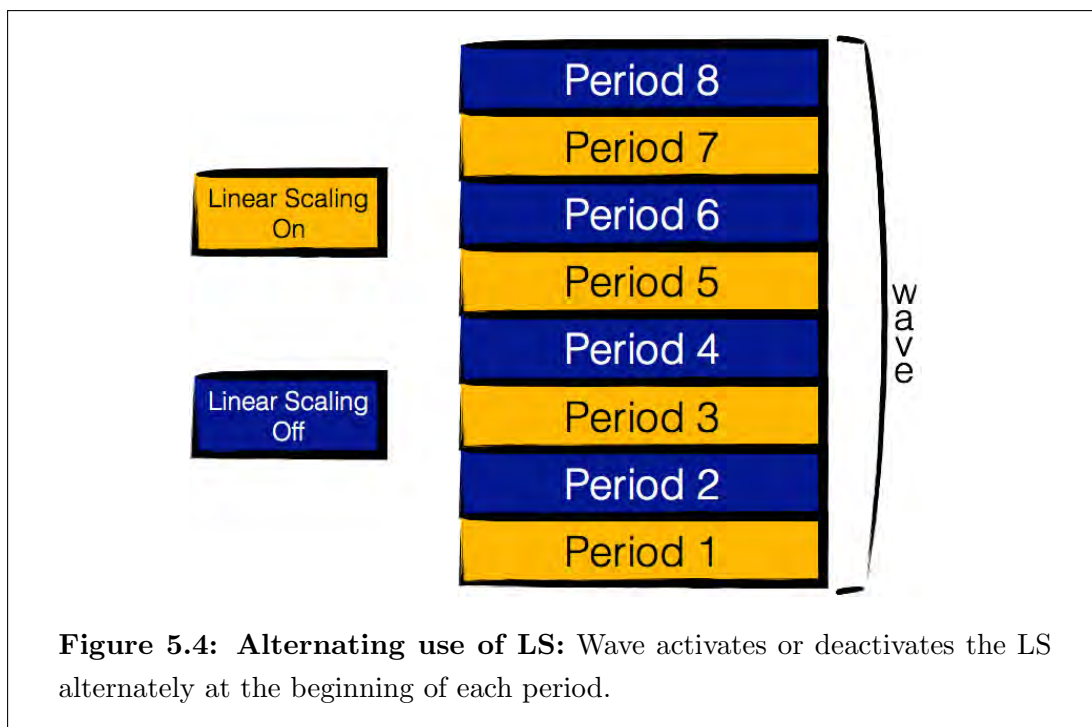 Period 8
Period 7
Period 6
Period 5
Period 4
Period 3
Period 2
Period 1
Linear Scaling
On
Linear Scaling
Off
wave
Figure 5.4: Alternating use of LS: Wave activates or deactivates the LS
alternately at the beginning of each period.